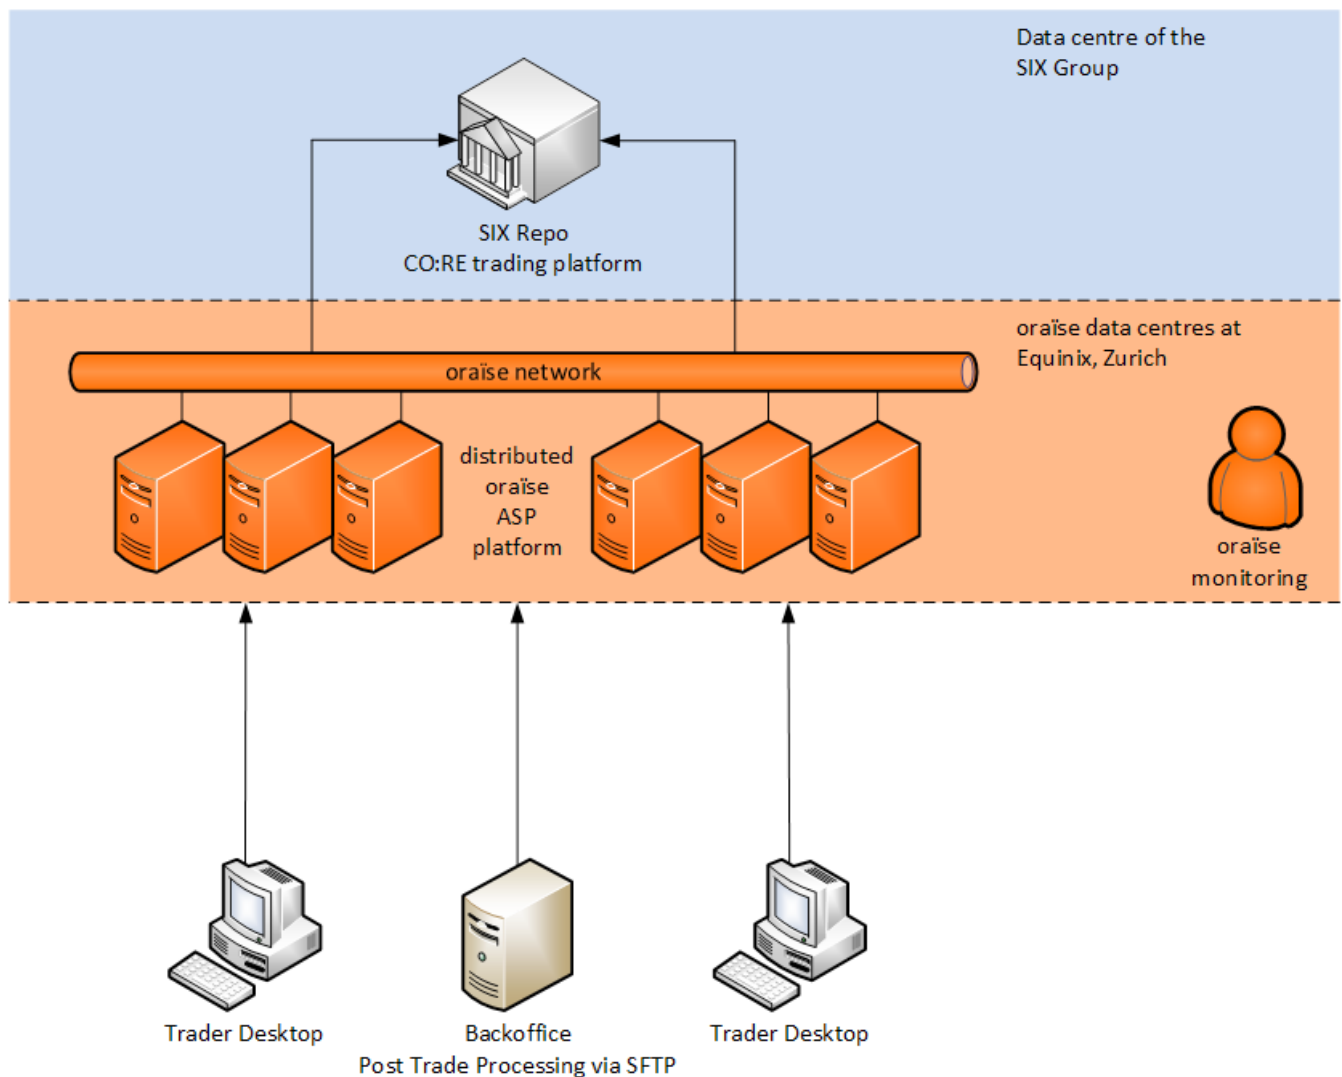 Data centre of the
SIX Group
SIX Repo
CO:RE trading platform
oraïse data centres at
Equinix, Zurich
oraïse network
distributed
oraïse
ASP
platform
oraïse
monitoring
Trader Desktop
Backoffice
Post Trade Processing via SFTP
Trader Desktop